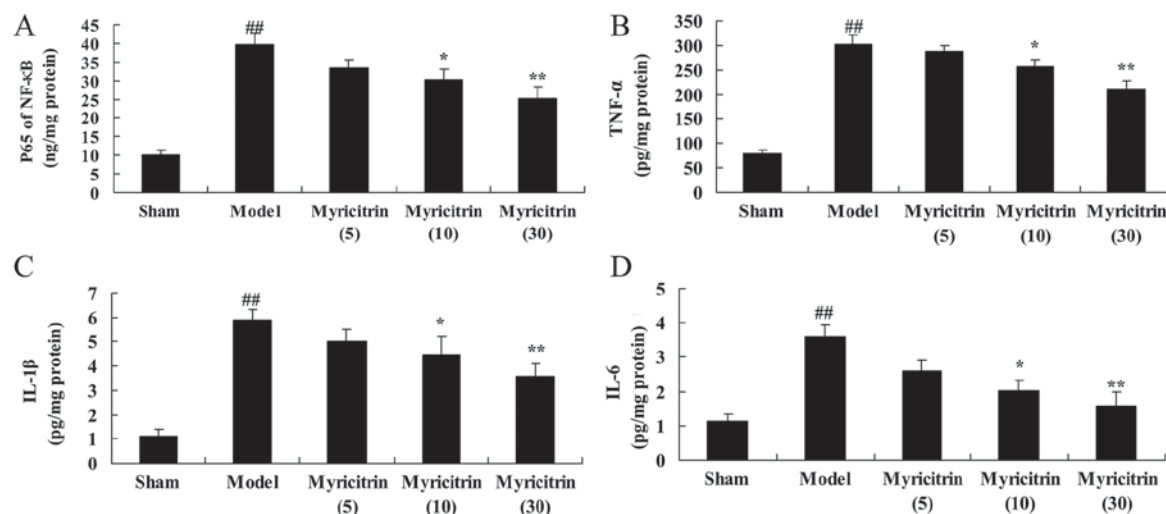 A
P65 of NF-κB
(ng/mg protein)
45
40
35
30
25
20
15
10
5
0
##
*
**
Sham Model Myricitrin Myricitrin Myricitrin
(5) (10) (30)
B
TNF-α
(pg/mg protein)
350
300
250
200
150
100
50
0
##
*
**
Sham Model Myricitrin Myricitrin Myricitrin
(5) (10) (30)
C
IL-1β
(pg/mg protein)
7
6
5
4
3
2
1
0
##
*
**
Sham Model Myricitrin Myricitrin Myricitrin
(5) (10) (30)
D
IL-6
(pg/mg protein)
5
4
3
2
1
0
##
*
**
Sham Model Myricitrin Myricitrin Myricitrin
(5) (10) (30)